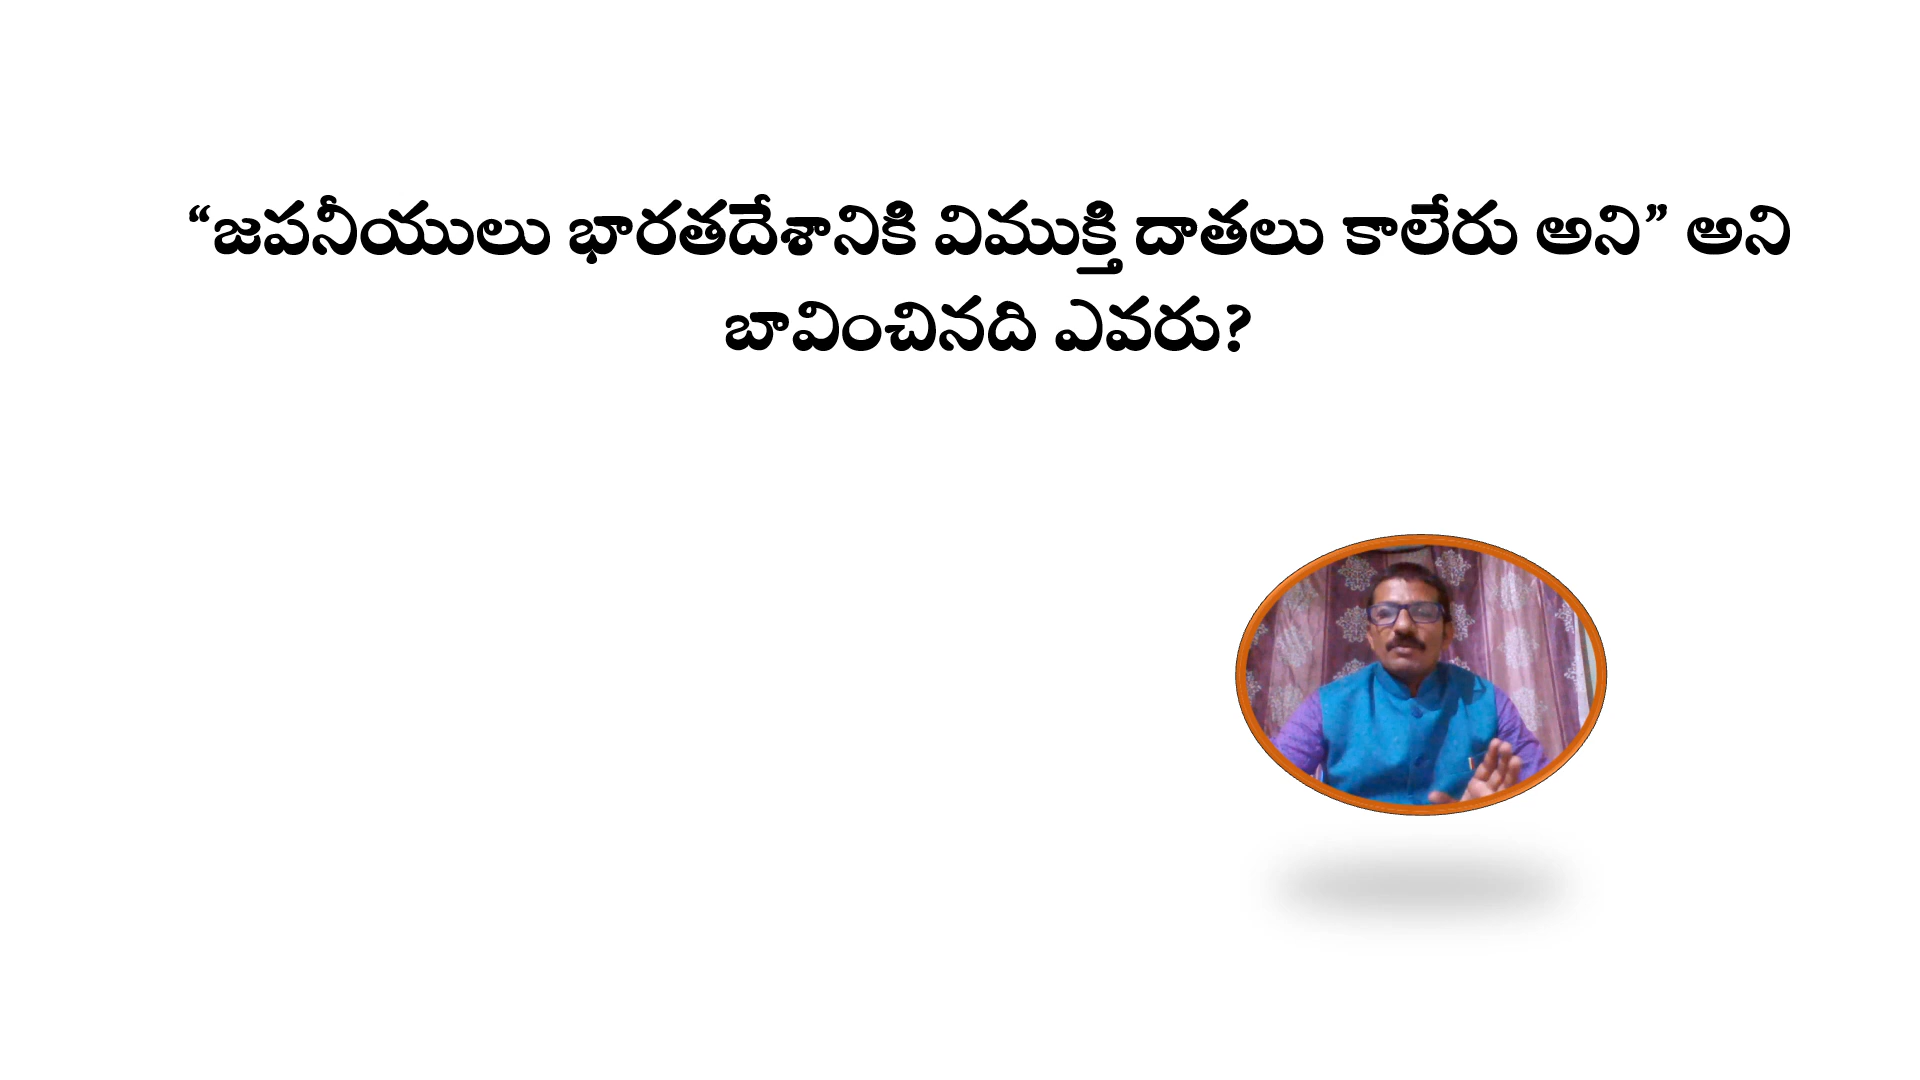 “జపనీయులు భారతదేశానికి విముక్తి దాతలు కాలేరు అని” అని
బావించినది ఎవరు?